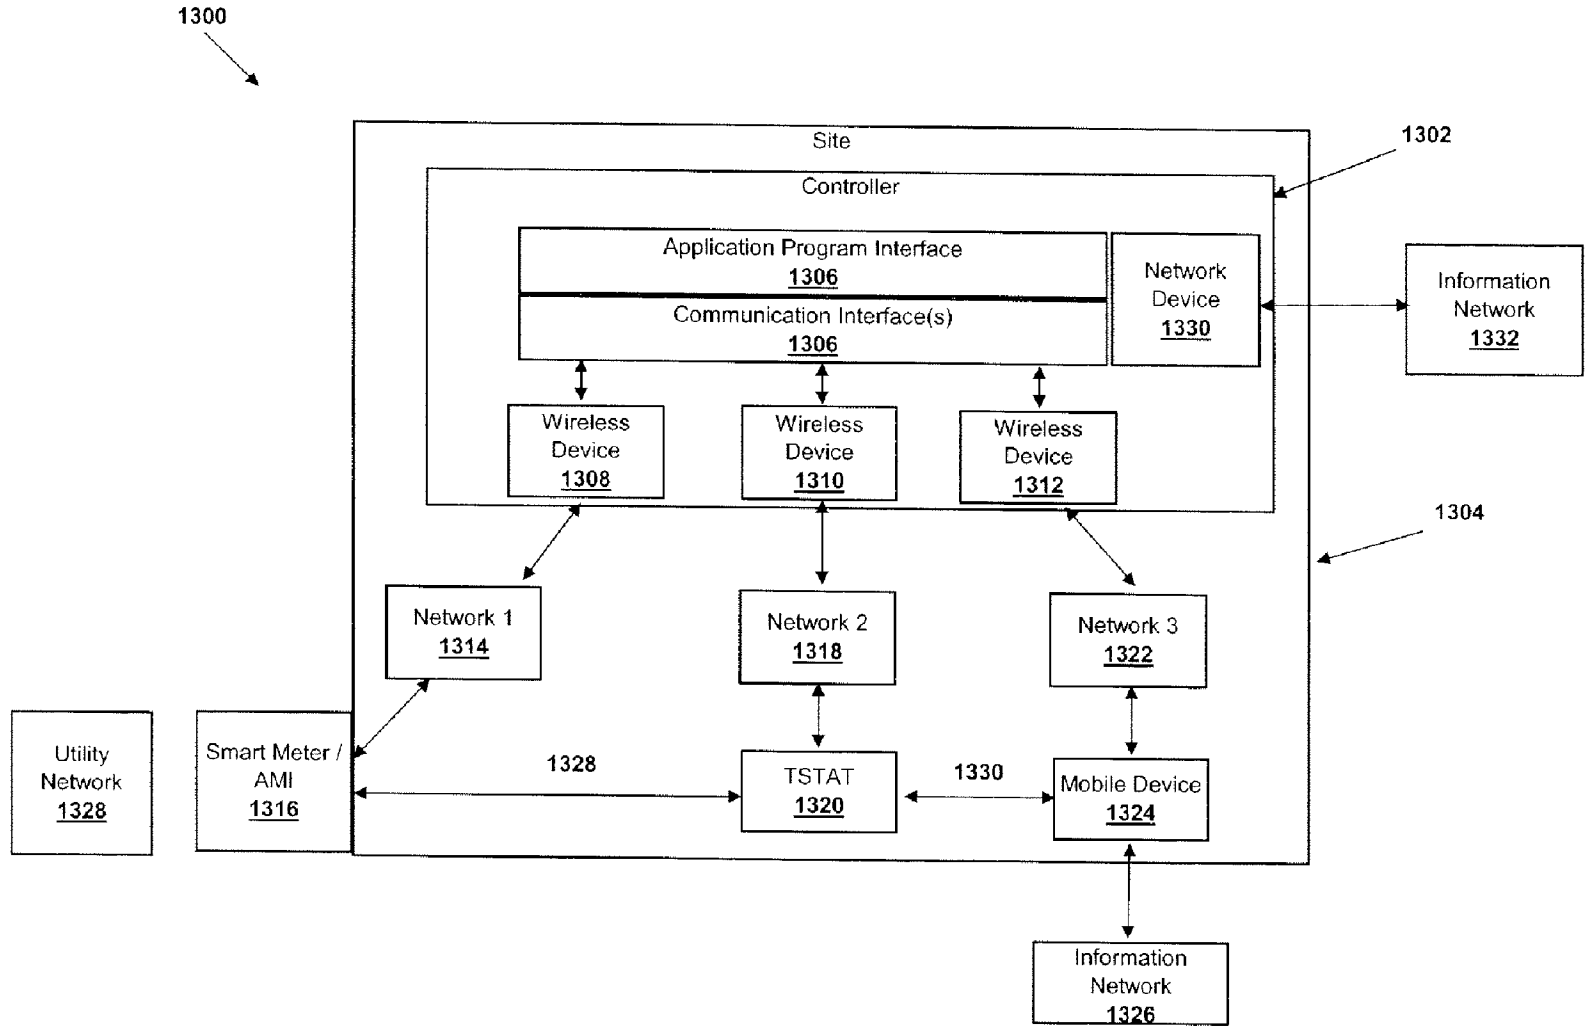 1300
Site
1302
Controller
Application Program Interface
1306
Communication Interface(s)
1306
Network
Device
1330
Information
Network
1332
Wireless
Device
1308
Wireless
Device
1310
Wireless
Device
1312
1304
Network 1
1314
Network 2
1318
Network 3
1322
Utility
Network
1328
Smart Meter /
AMI
1316
1328
TSTAT
1320
1330
Mobile Device
1324
Information
Network
1326